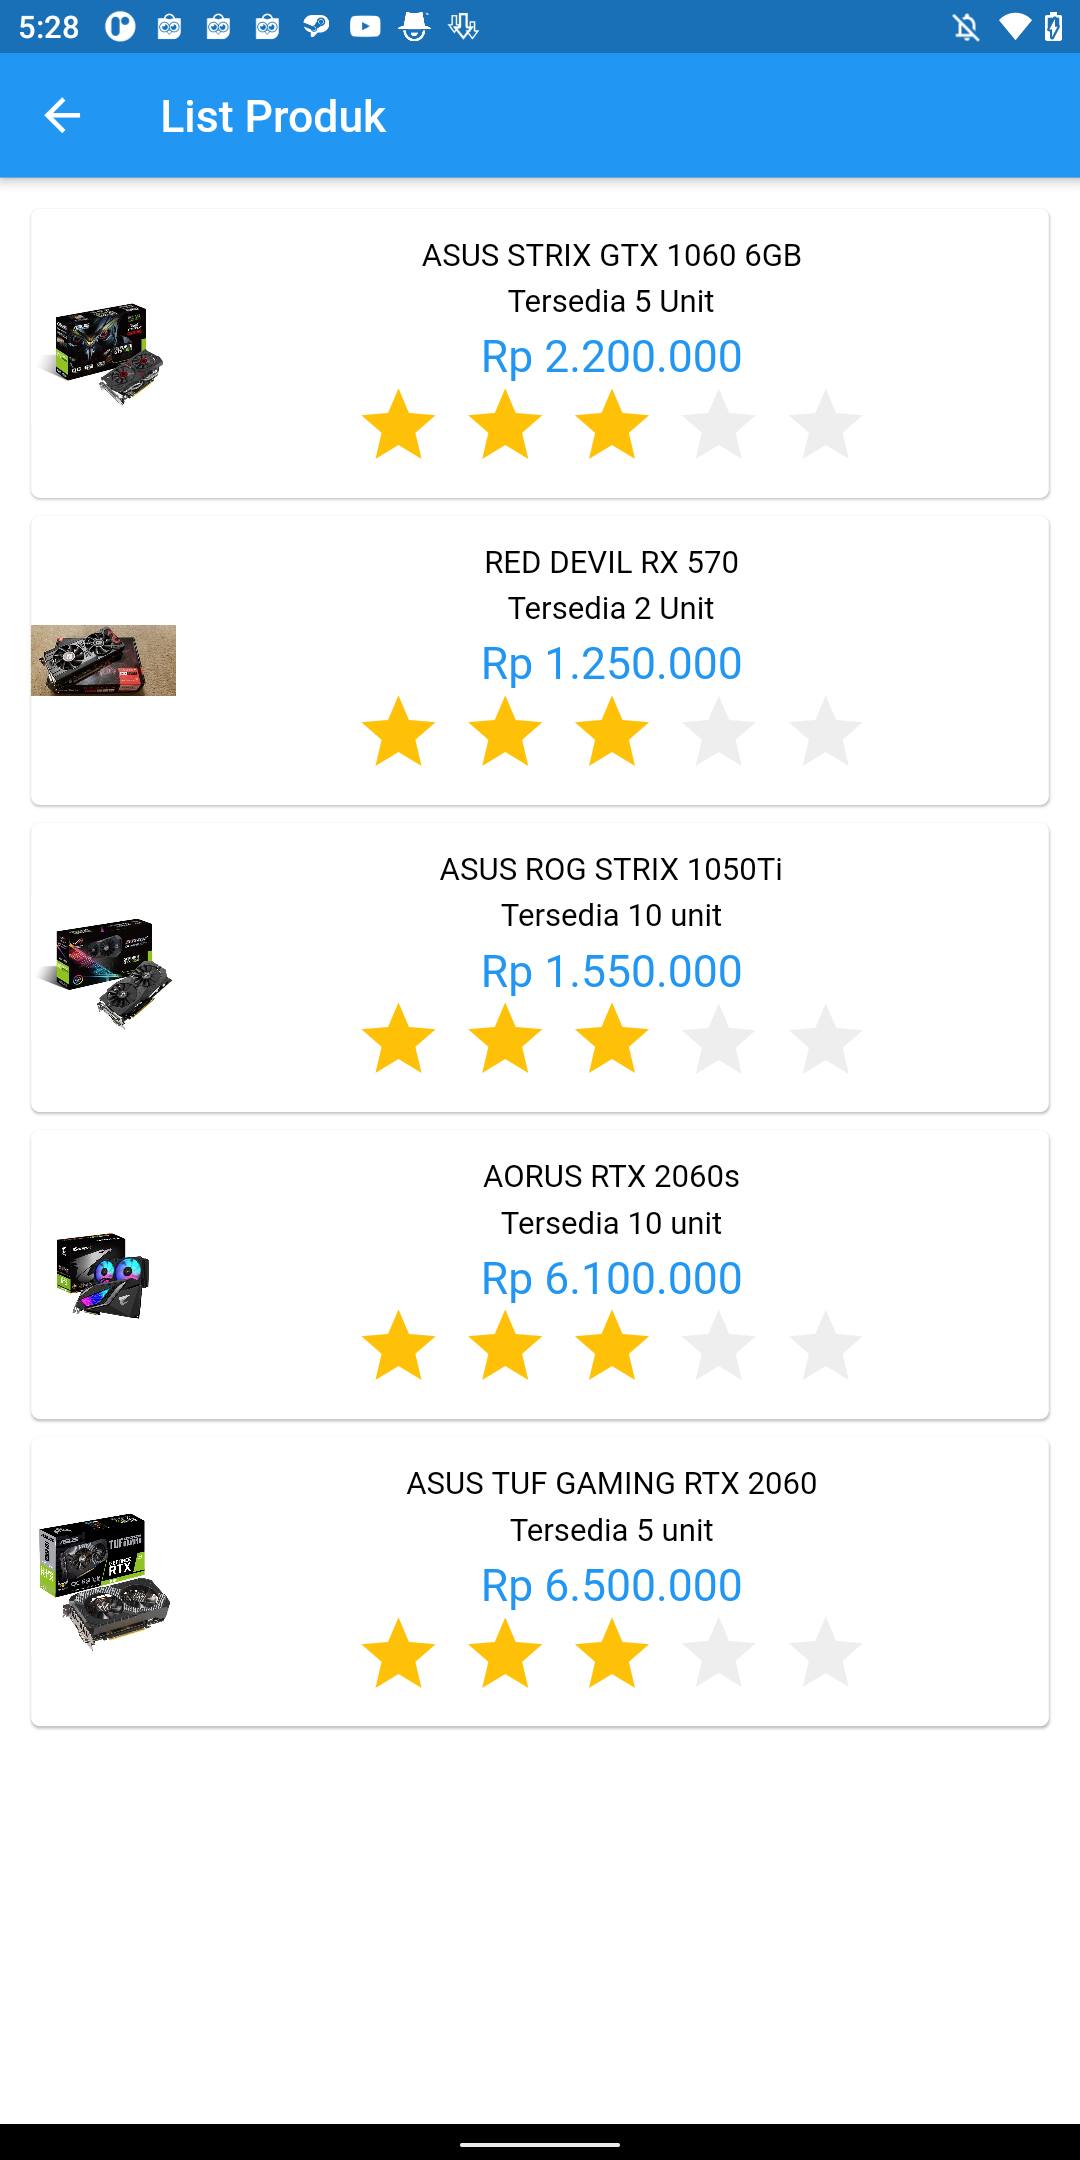 5:28
List Produk
ASUS STRIX GTX 1060 6GB
Tersedia 5 Unit
Rp 2.200.000
RED DEVIL RX 570
Tersedia 2 Unit
Rp 1.250.000
ASUS ROG STRIX 1050Ti
Tersedia 10 unit
Rp 1.550.000
AORUS RTX 2060s
Tersedia 10 unit
Rp 6.100.000
ASUS TUF GAMING RTX 2060
Tersedia 5 unit
Rp 6.500.000